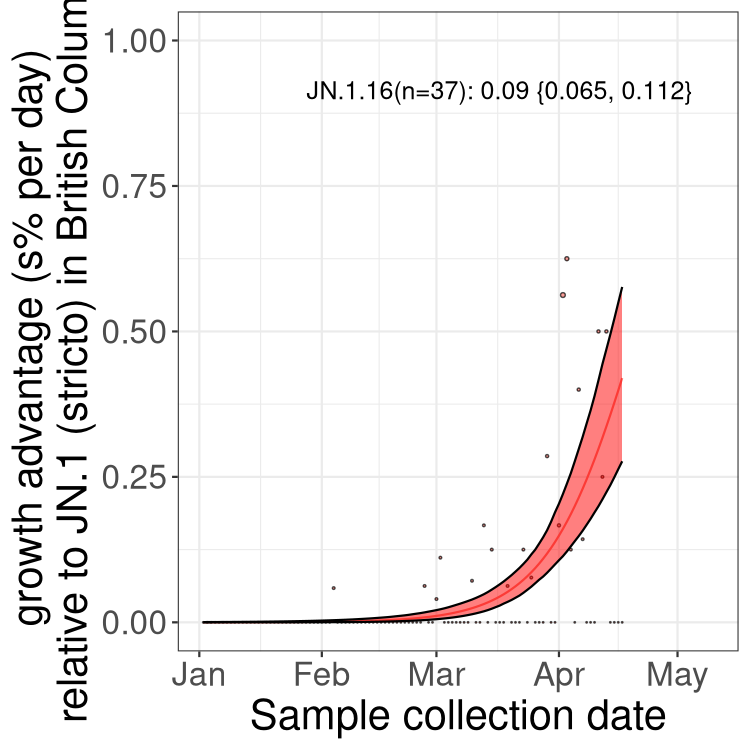 growth advantage (s% per day)
relative to JN.1 (stricto) in British Colum
1.00
0.75
0.50
0.25
0.00
JN.1.16(n=37): 0.09 {0.065, 0.112}
Jan Feb Mar Apr May
Sample collection date